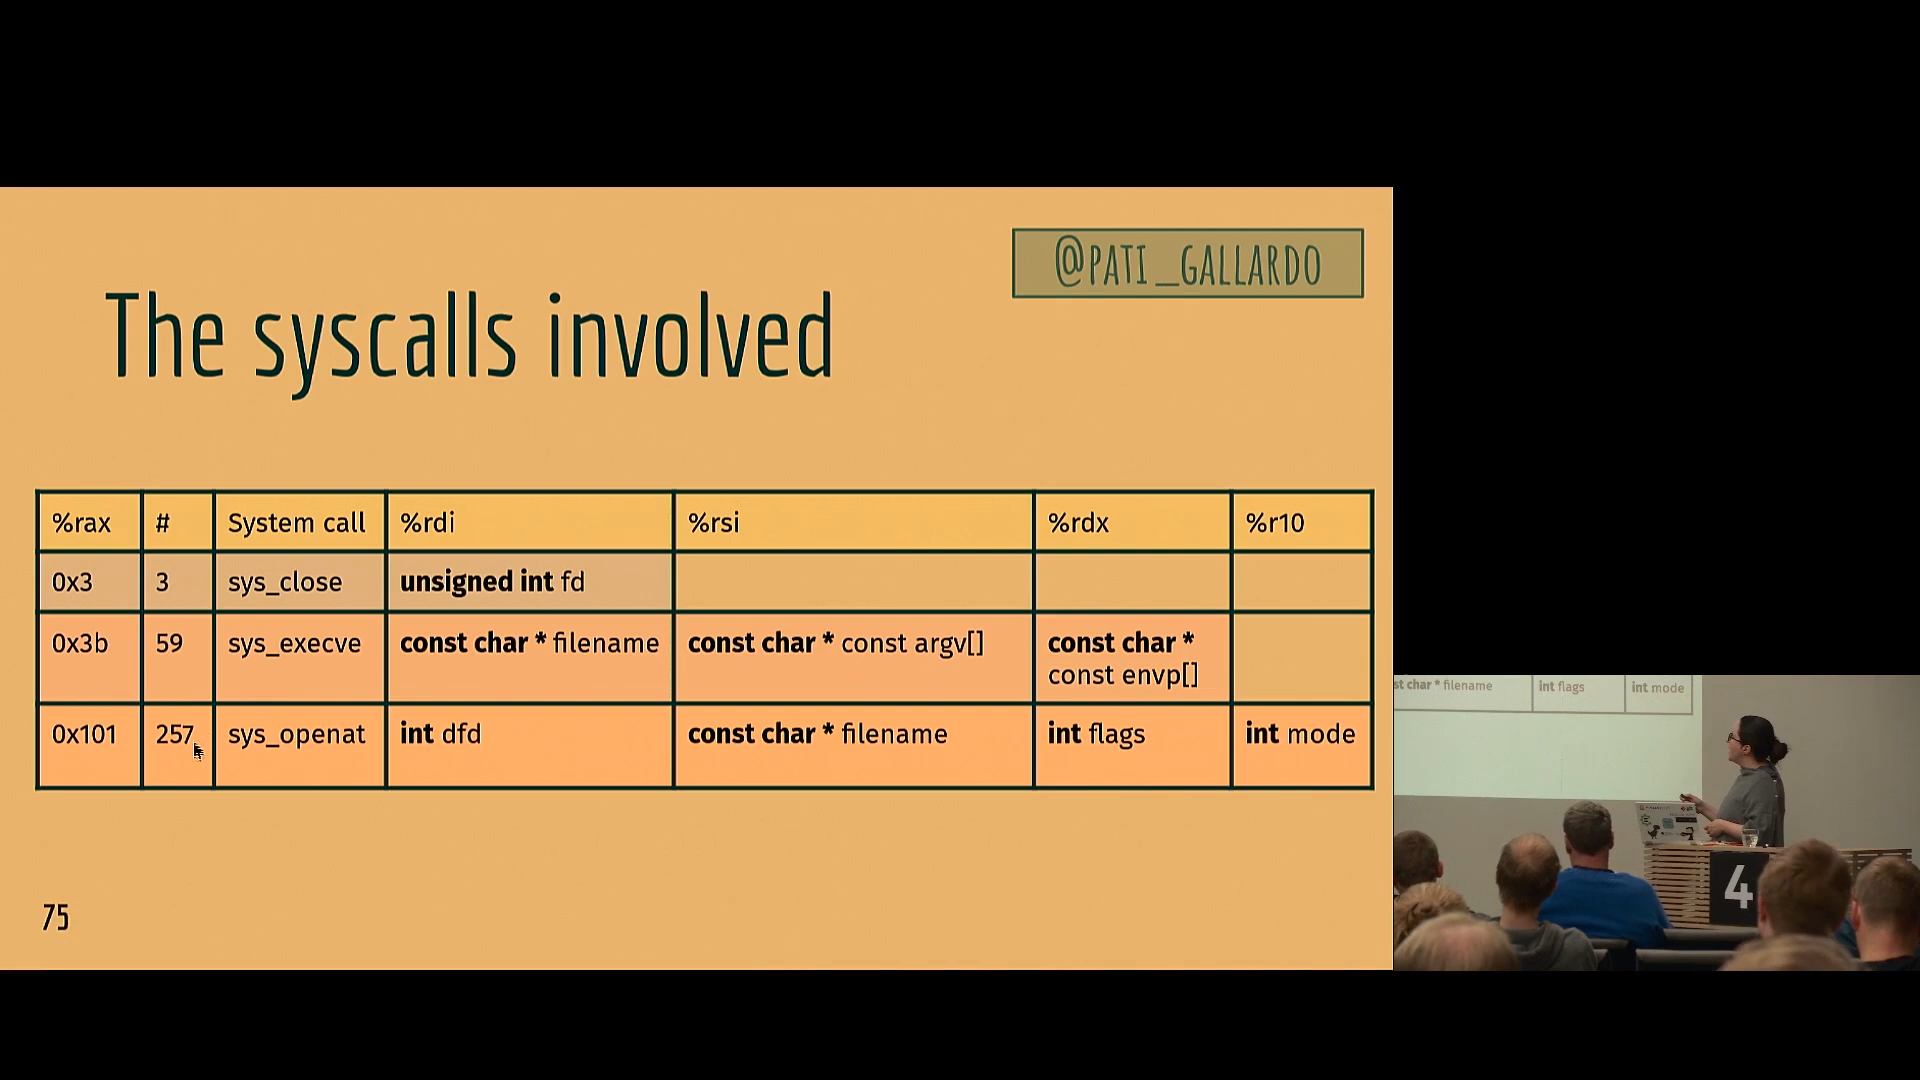 @PATI_GALLARDO
The syscalls involved
%rax # System call %rdi %rsi %rdx %r10
0x3 3 sys_close unsigned int fd
0x3b 59 sys_execve const char * filename const char * const argv[] const char *
const envp[]
0x101 257 sys_openat int dfd const char * filename int flags int mode
75
st char * filename int flags int mode
4